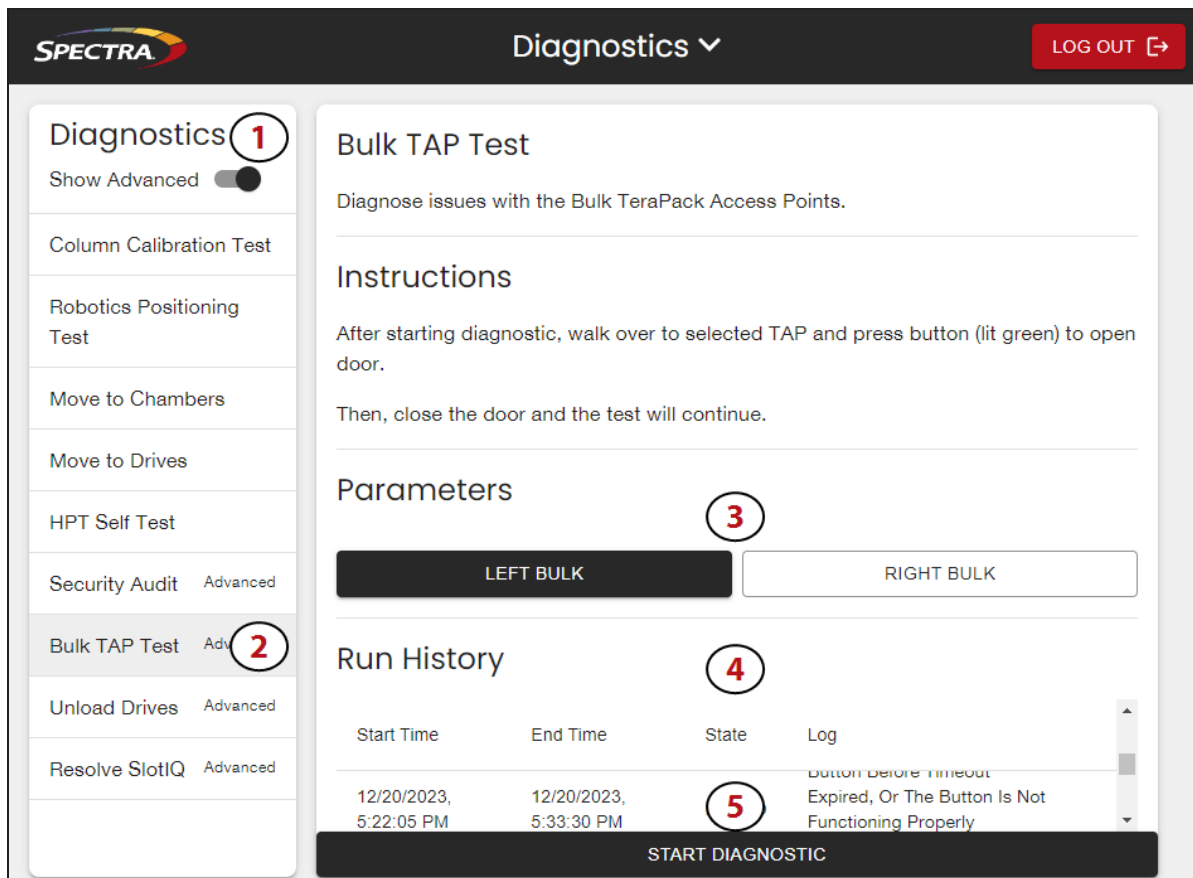 SPECTRA
Diagnostics
LOG OUT
Diagnostics
1
Show Advanced
Column Calibration Test
Robotics Positioning
Test
Move to Chambers
Move to Drives
HPT Self Test
Security Audit Advanced
Bulk TAP Test
2
Unload Drives Advanced
Resolve SlotIQ Advanced
Bulk TAP Test
Diagnose issues with the Bulk TeraPack Access Points.
Instructions
After starting diagnostic, walk over to selected TAP and press button (lit green) to open
door.
Then, close the door and the test will continue.
Parameters
3
LEFT BULK
RIGHT BULK
Run History
4
Start Time End Time State Log
Button Before Timeout
12/20/2023, 12/20/2023, Expired, Or The Button Is Not
5:22:05 PM 5:33:30 PM Functioning Properly
5
START DIAGNOSTIC